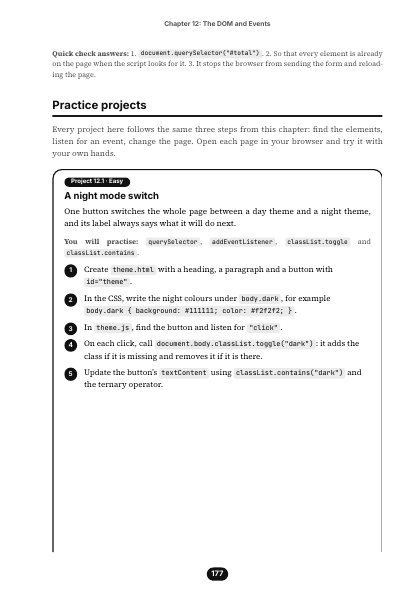 Chapter 12: The DOM and Events
Quick check answers: 1. document.querySelector("#total"). 2. So that every element is already
on the page when the script looks for it. 3. It stops the browser from sending the form and reload-
ing the page.
Practice projects
Every project here follows the same three steps from this chapter: find the elements,
listen for an event, change the page. Open each page in your browser and try it with
your own hands.
Project 12.1 · Easy
A night mode switch
One button switches the whole page between a day theme and a night theme,
and its label always says what it will do next.
You will practise: querySelector, addEventListener, classList.toggle and
classList.contains.
1 Create theme.html with a heading, a paragraph and a button with
id="theme".
2 In the CSS, write the night colours under body.dark, for example
body.dark { background: #111111; color: #f2f2f2; }.
3 In theme.js, find the button and listen for "click".
4 On each click, call document.body.classList.toggle("dark"): it adds the
class if it is missing and removes it if it is there.
5 Update the button's textContent using classList.contains("dark") and
the ternary operator.
177